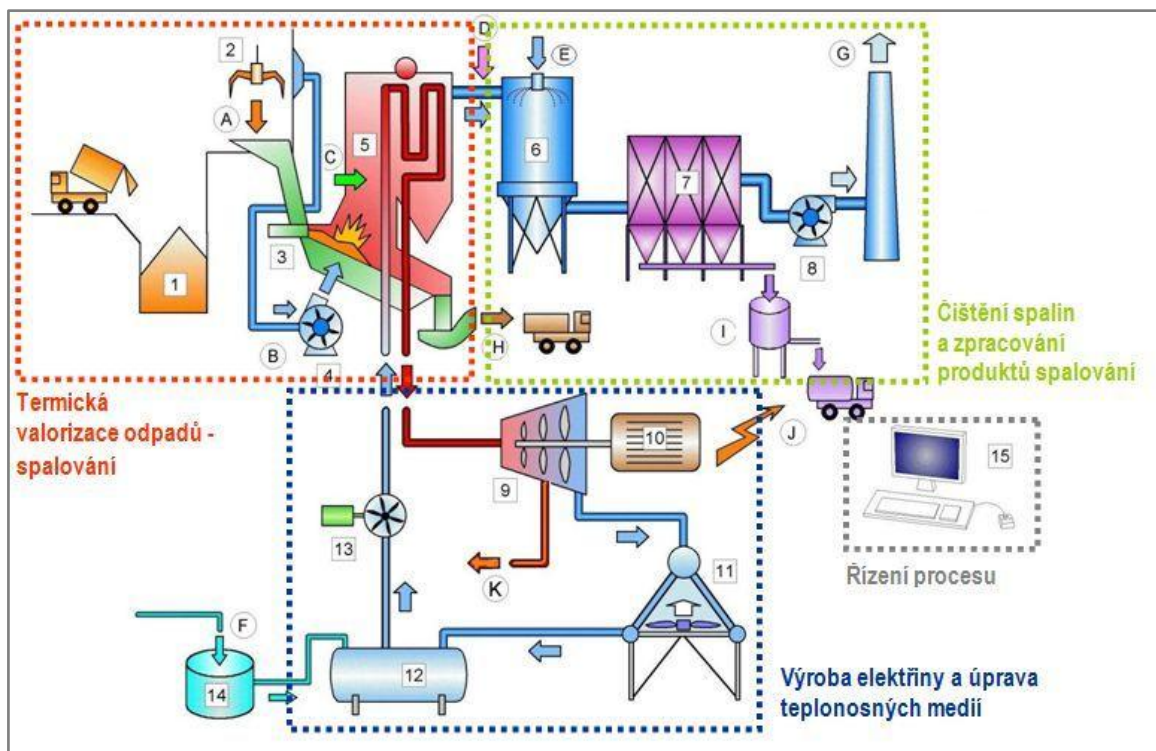 2
D
E
G
A
C
5
6
7
3
1
8
B
4
H
I
Čištění spalin
a zpracování
produktů spalování
Termická
valorizace odpadů -
spalování
10
J
9
15
13
K
11
Řízení procesu
F
12
14
Výroba elektřiny a úprava
teplonosných medií